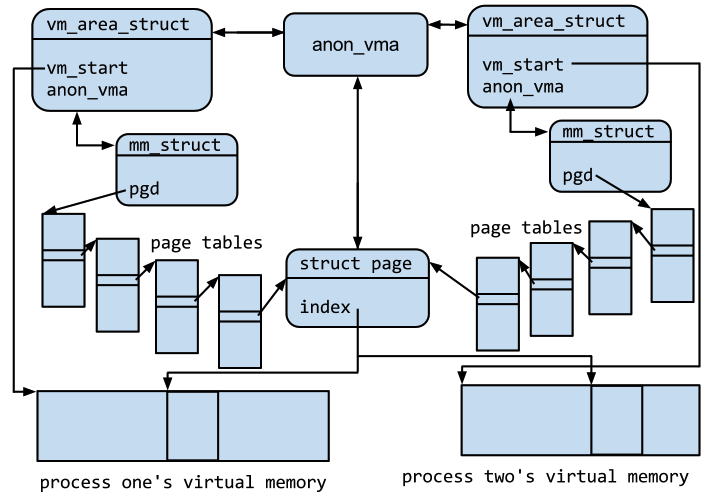 vm_area_struct
vm_start
anon_vma
anon_vma
vm_area_struct
vm_start
anon_vma
mm_struct
pgd
mm_struct
pgd
page tables
page tables
struct page
index
process one's virtual memory
process two's virtual memory